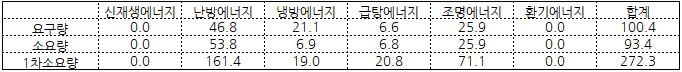 신재생에너지 난방에너지 냉방에너지 급탕에너지 조명에너지 환기에너지 합계
요구량 0.0 46.8 21.1 6.6 25.9 0.0 100.4
소요량 0.0 53.8 6.9 6.8 25.9 0.0 93.4
1차소요량 0.0 161.4 19.0 20.8 71.1 0.0 272.3